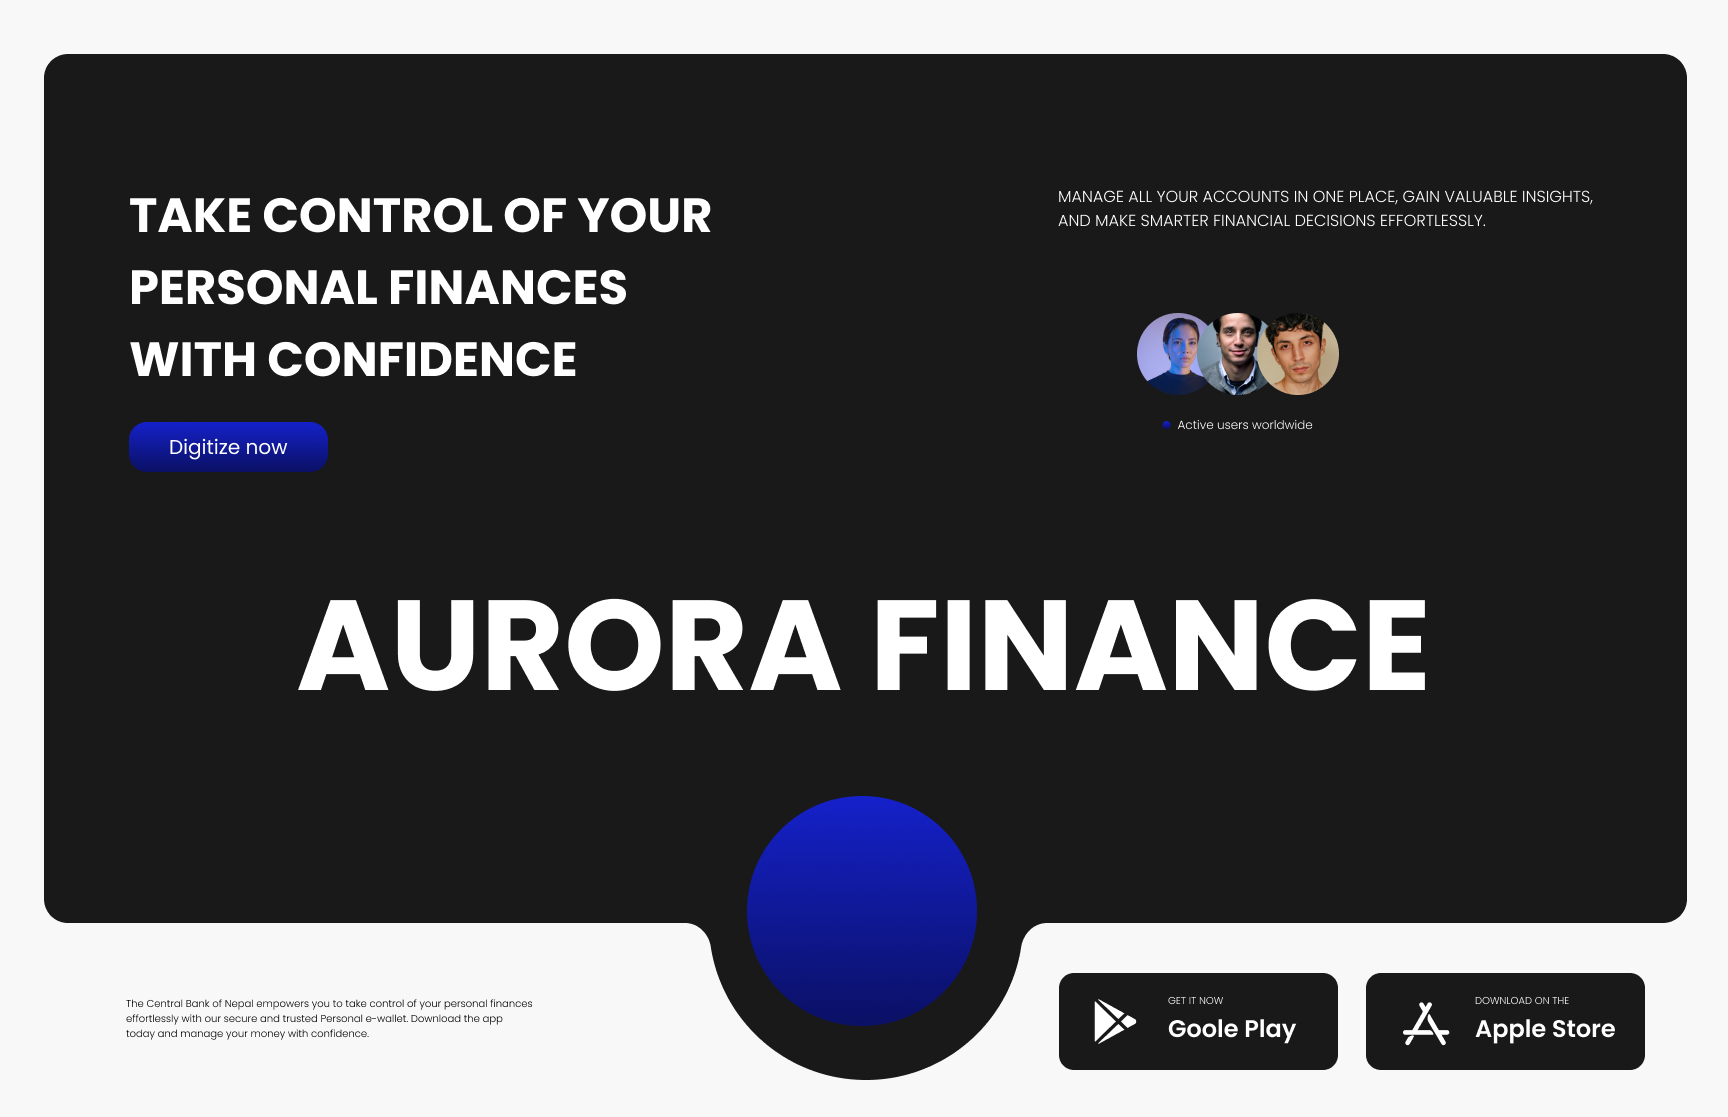 TAKE CONTROL OF YOUR
PERSONAL FINANCES
WITH CONFIDENCE
Digitize now
MANAGE ALL YOUR ACCOUNTS IN ONE PLACE, GAIN VALUABLE INSIGHTS,
AND MAKE SMARTER FINANCIAL DECISIONS EFFORTLESSLY.
Active users worldwide
AURORA FINANCE
The Central Bank of Nepal empowers you to take control of your personal finances
effortlessly with our secure and trusted Personal e-wallet. Download the app
today and manage your money with confidence.
GET IT NOW
Goole Play
DOWNLOAD ON THE
Apple Store